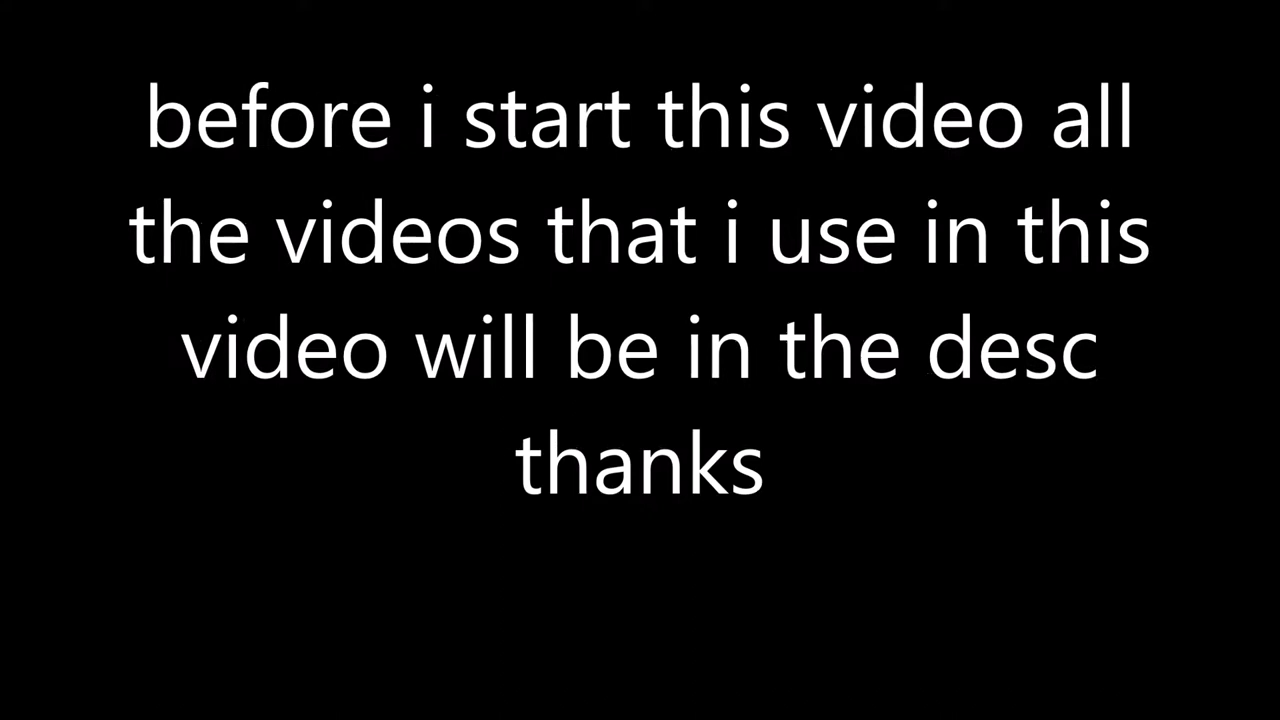 before i start this video all
the videos that i use in this
video will be in the desc
thanks